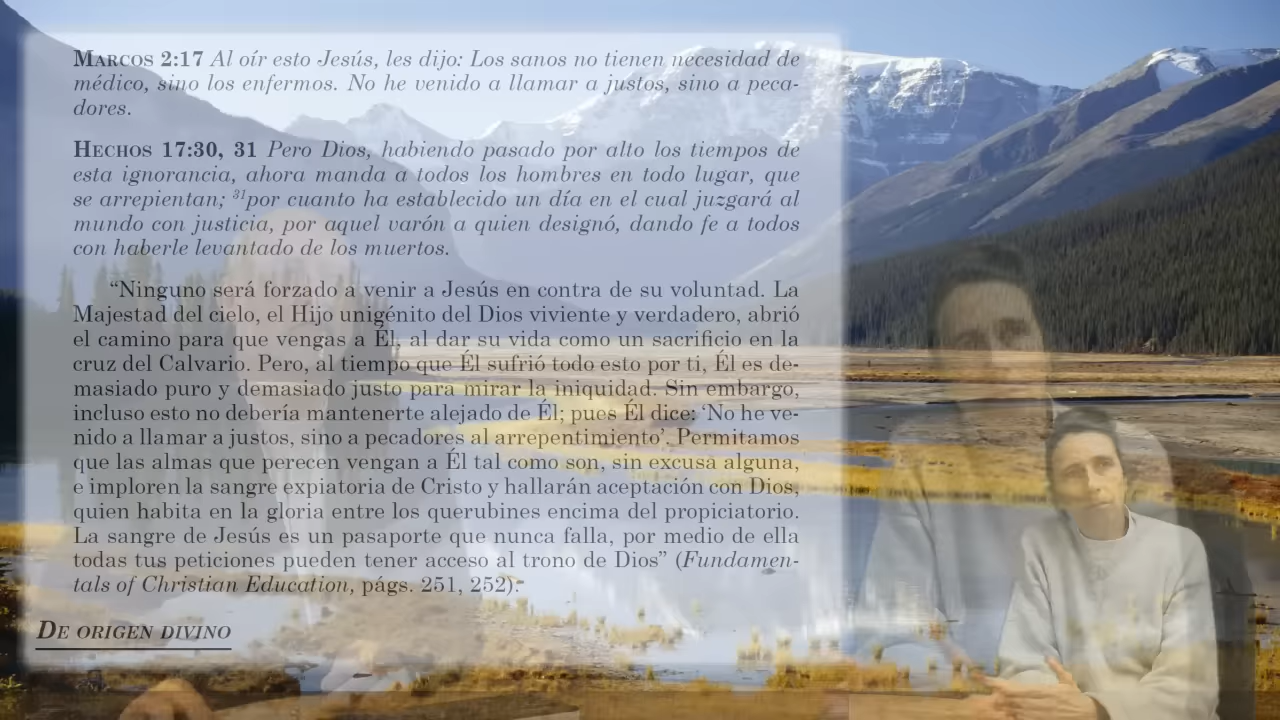 MARCOS 2:17 Al oír esto Jesús, les dijo: Los sanos no tienen necesidad de
médico, sino los enfermos. No he venido a llamar a justos, sino a peca-
dores.
HECHOS 17:30, 31 Pero Dios, habiendo pasado por alto los tiempos de
esta ignorancia, ahora manda a todos los hombres en todo lugar, que
se arrepientan; ³¹por cuanto ha establecido un día en el cual juzgará al
mundo con justicia, por aquel varón a quien designó, dando fe a todos
con haberle levantado de los muertos.
“Ninguno será forzado a venir a Jesús en contra de su voluntad. La
Majestad del cielo, el Hijo unigénito del Dios viviente y verdadero, abrió
el camino para que vengas a Él, al dar su vida como un sacrificio en la
cruz del Calvario. Pero, al tiempo que Él sufrió todo esto por ti, Él es de-
masiado puro y demasiado justo para mirar la iniquidad. Sin embargo,
incluso esto no debería mantenerte alejado de Él; pues Él dice: ‘No he ve-
nido a llamar a justos, sino a pecadores al arrepentimiento’. Permitamos
que las almas que perecen vengan a Él tal como son, sin excusa alguna,
e imploren la sangre expiatoria de Cristo y hallarán aceptación con Dios,
quien habita en la gloria entre los querubines encima del propiciatorio.
La sangre de Jesús es un pasaporte que nunca falla, por medio de ella
todas tus peticiones pueden tener acceso al trono de Dios” (Fundamen-
tals of Christian Education, págs. 251, 252).
DE ORIGEN DIVINO